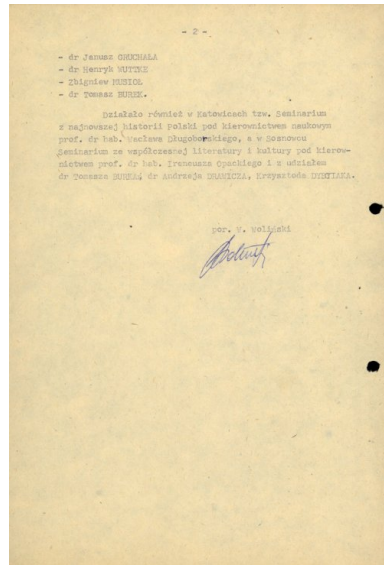 - 2 -
- dr Janusz GRUCHAŁA
- dr Henryk WUTTKE
- Zbigniew
- dr Tomasz BUREK.
Działało również w Katowicach tzw. Seminarium
z najnowszej historii Polski pod kierownictwem naukowym
prof. dr hab. Wacława Długoborskiego, a w Sosnowcu
Seminarium ze współczesnej literatury i kultury pod kierow-
nictwem prof. dr hab. Ireneusza Opackiego i z udziałem
dr Tomasza BURKA, dr Andrzeja DRAWICZA, Krzysztofa DYBCIAKA.
por. W. Woliński